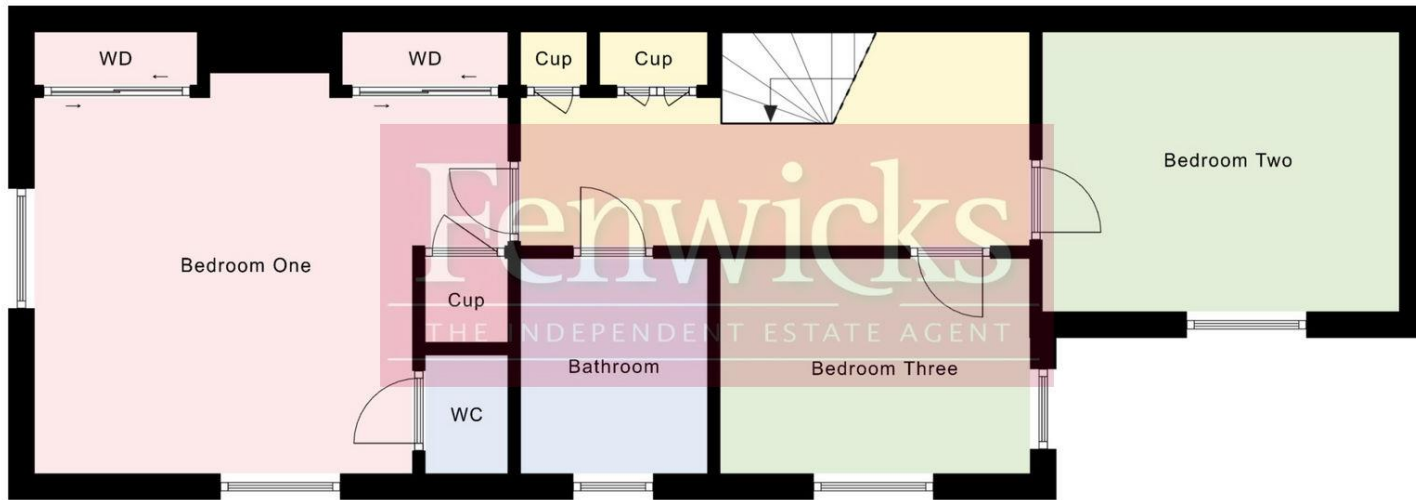 WD
WD
Cup
Cup
Bedroom Two
Fenwicks
Bedroom One
Cup
THE INDEPENDENT ESTATE AGENT
Bathroom
Bedroom Three
WC